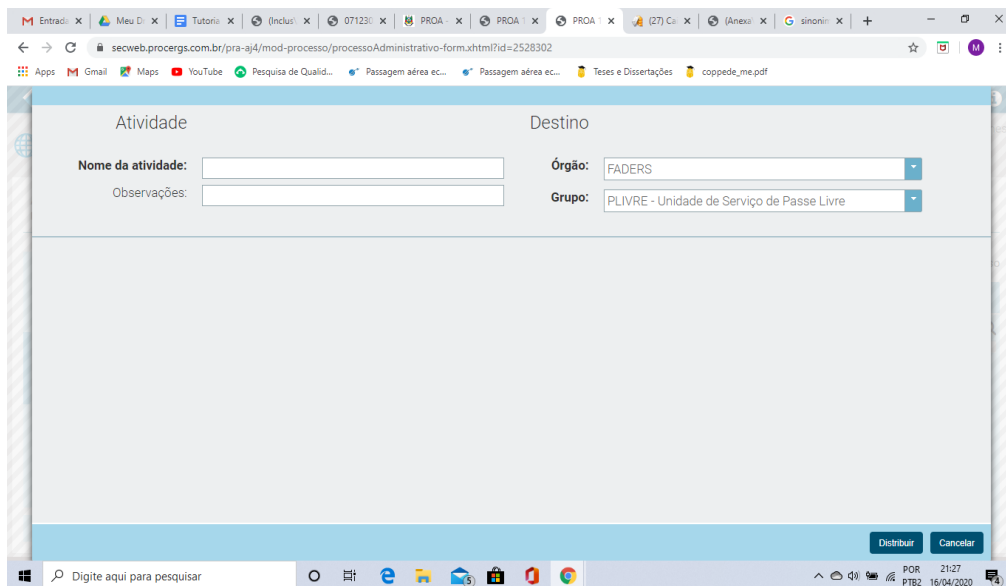 Entrada
Meu D
Tutoria
(Inclus
071230
PROA -
PROA 1
PROA 1
(27) Ca
(Anexa
sinonim
secweb.procergs.com.br/pra-aj4/mod-processo/processoAdministrativo-form.xhtml?id=2528302
M
Apps Gmail Maps YouTube Pesquisa de Qualid... Passagem aérea ec... Passagem aérea ec... Teses e Dissertações coppede_me.pdf
Atividade
Destino
Nome da atividade:
Órgão: FADERS
Observações:
Grupo: PLIVRE - Unidade de Serviço de Passe Livre
Distribuir Cancelar
Digite aqui para pesquisar
5
POR
PTB2
21:27
16/04/2020